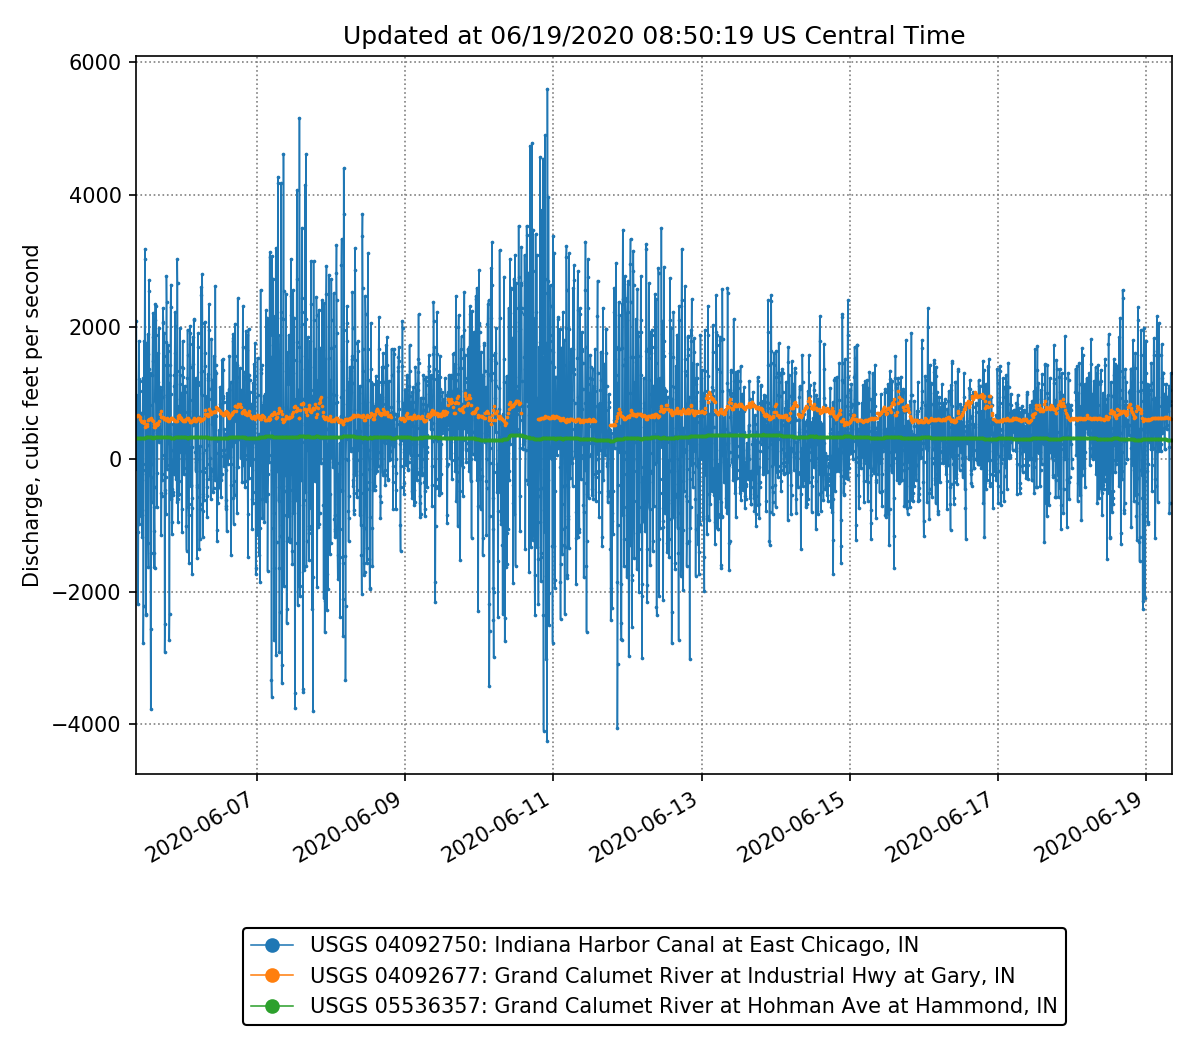 Updated at 06/19/2020 08:50:19 US Central Time
Discharge, cubic feet per second
6000
4000
2000
0
−2000
−4000
2020-06-07
2020-06-09
2020-06-11
2020-06-13
2020-06-15
2020-06-17
2020-06-19
USGS 04092750: Indiana Harbor Canal at East Chicago, IN
USGS 04092677: Grand Calumet River at Industrial Hwy at Gary, IN
USGS 05536357: Grand Calumet River at Hohman Ave at Hammond, IN